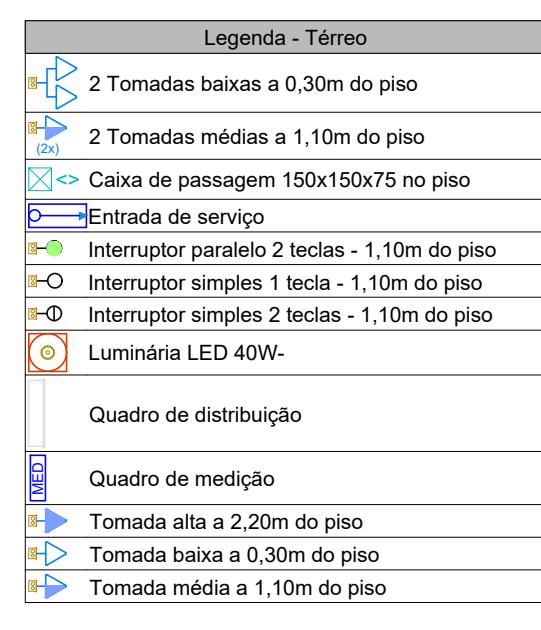 Legenda - Térreo
2 Tomadas baixas a 0,30m do piso
(2x) 2 Tomadas médias a 1,10m do piso
<> Caixa de passagem 150x150x75 no piso
Entrada de serviço
Interruptor paralelo 2 teclas - 1,10m do piso
Interruptor simples 1 tecla - 1,10m do piso
Interruptor simples 2 teclas - 1,10m do piso
Luminária LED 40W-
Quadro de distribuição
MED Quadro de medição
Tomada alta a 2,20m do piso
Tomada baixa a 0,30m do piso
Tomada média a 1,10m do piso